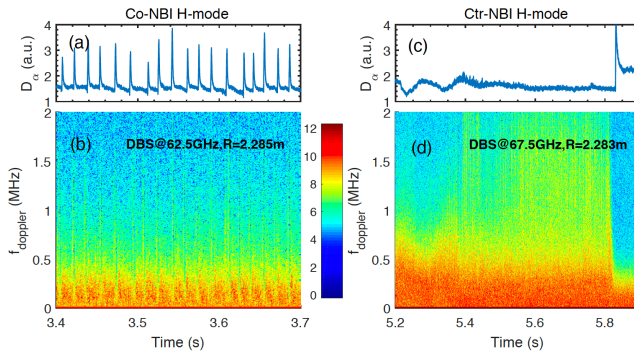 Co-NBI H-mode
Ctr-NBI H-mode
(a)
(c)
Dα (a.u.)
4
3
2
1
Dα (a.u.)
4
3
2
1
(b)
DBS@62.5GHz,R=2.285m
(d)
DBS@67.5GHz,R=2.283m
f_doppler (MHz)
2
1.5
1
0.5
0
12
10
8
6
4
2
0
f_doppler (MHz)
2
1.5
1
0.5
0
3.4
3.5
3.6
3.7
Time (s)
5.2
5.4
5.6
5.8
Time (s)